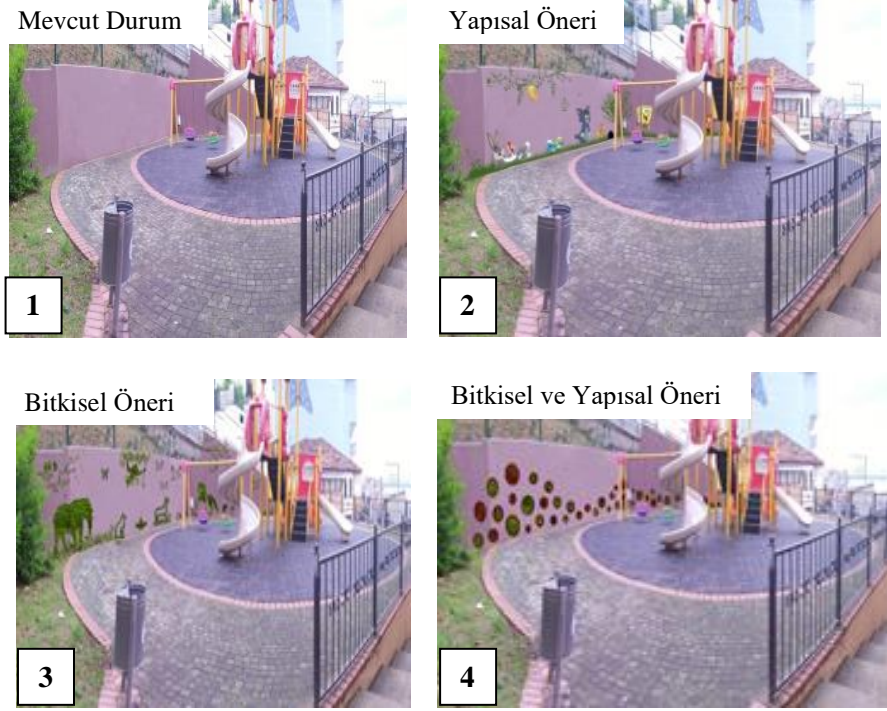 Mevcut Durum
Yapısal Öneri
1
2
Bitkisel Öneri
Bitkisel ve Yapısal Öneri
3
4